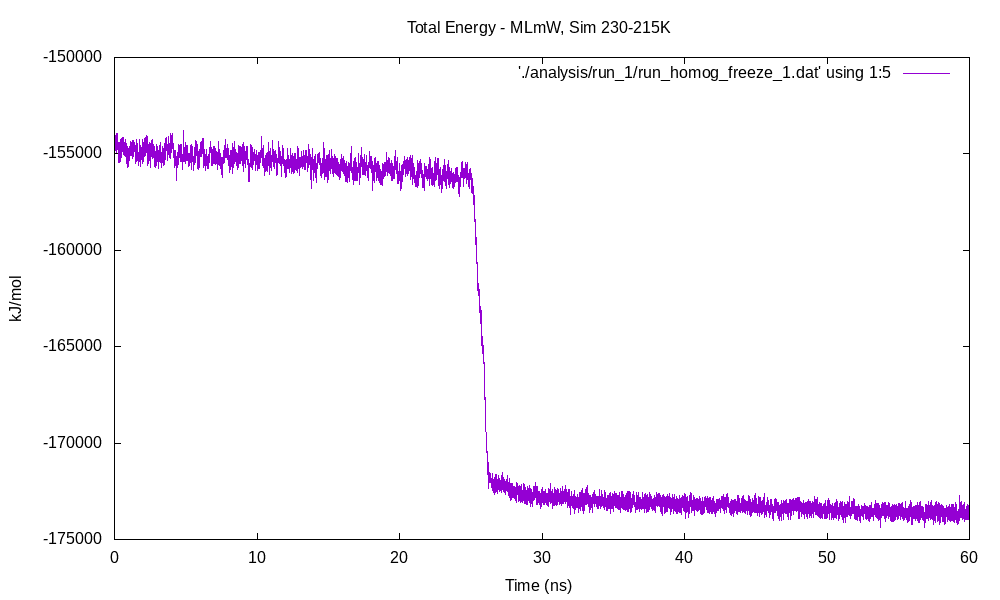 Total Energy - MLmW, Sim 230-215K
'./analysis/run_1/run_homog_freeze_1.dat' using 1:5
-150000
-155000
-160000
-165000
-170000
-175000
kJ/mol
0 10 20 30 40 50 60
Time (ns)